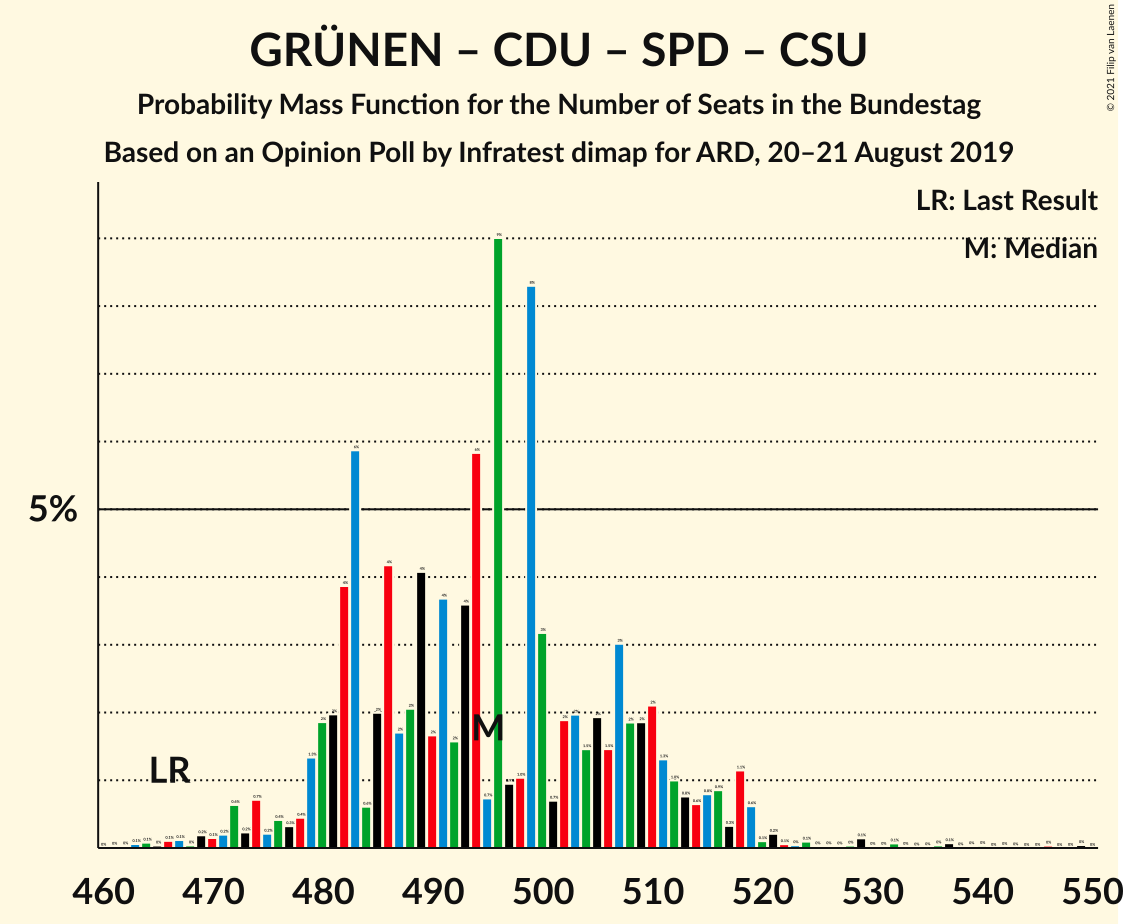 GRÜNEN – CDU – SPD – CSU
Probability Mass Function for the Number of Seats in the Bundestag
Based on an Opinion Poll by Infratest dimap for ARD, 20–21 August 2019
© 2021 Filip van Laenen
LR: Last Result
M: Median
5%
LR
M
460 470 480 490 500 510 520 530 540 550